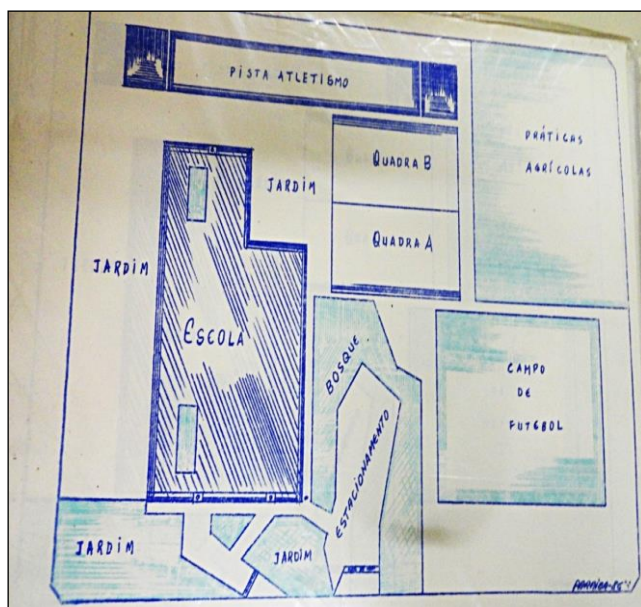 PISTA ATLETISMO
PRÁTICAS
AGRÍCOLAS
QUADRA B
JARDIM
QUADRA A
JARDIM
ESCOLA
BOSQUE
CAMPO
DE
FUTEBOL
ESTACIONAMENTO
JARDIM
JARDIM